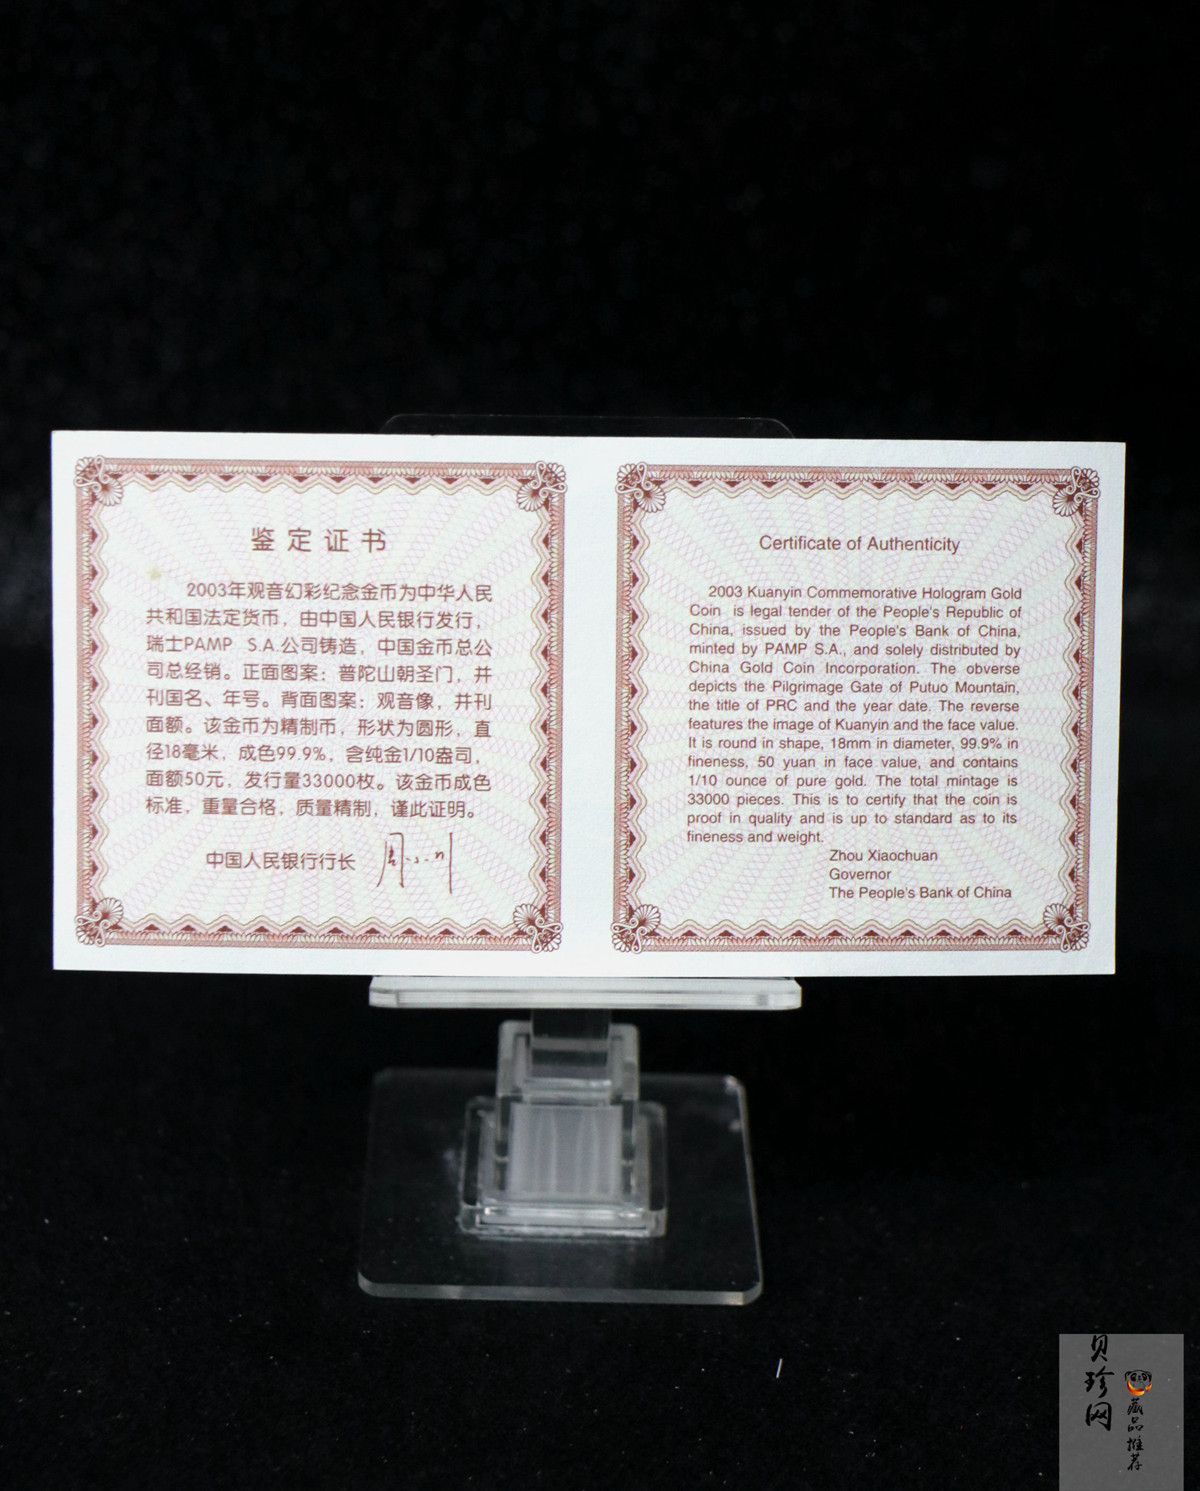 鉴定证书
2003年观音幻彩纪念金币为中华人民
共和国法定货币，由中国人民银行发行，
瑞士PAMP S.A.公司铸造，中国金币总公
司总经销。正面图案：普陀山朝圣门，并
刊国名、年号。背面图案：观音像，并刊
面额。该金币为精制币，形状为圆形，直
径18毫米，成色99.9%，含纯金1/10盎司，
面额50元，发行量33000枚。该金币成色
标准，重量合格，质量精制，谨此证明。
中国人民银行行长
Certificate of Authenticity
2003 Kuanyin Commemorative Hologram Gold
Coin is legal tender of the People's Republic of
China, issued by the People's Bank of China,
minted by PAMP S.A., and solely distributed by
China Gold Coin Incorporation. The obverse
depicts the Pilgrimage Gate of Putuo Mountain,
the title of PRC and the year date. The reverse
features the image of Kuanyin and the face value.
It is round in shape, 18mm in diameter, 99.9% in
fineness, 50 yuan in face value, and contains
1/10 ounce of pure gold. The total mintage is
33000 pieces. This is to certify that the coin is
proof in quality and is up to standard as to its
fineness and weight.
Zhou Xiaochuan
Governor
The People's Bank of China
贝珍网
藏品推荐